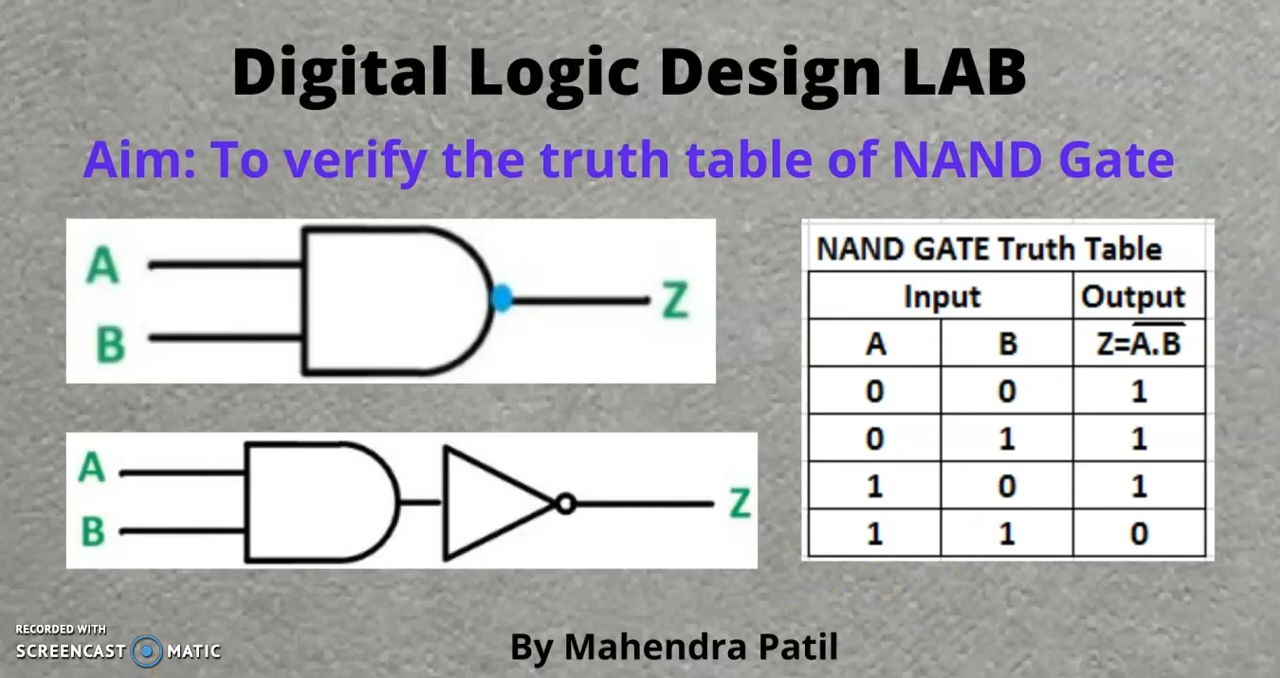 Digital Logic Design LAB
Aim: To verify the truth table of NAND Gate
A
B
Z
A
B
Z
NAND GATE Truth Table
Input Output
A B Z=A̅.̅B̅
0 0 1
0 1 1
1 0 1
1 1 0
RECORDED WITH
SCREENCAST MATIC
By Mahendra Patil